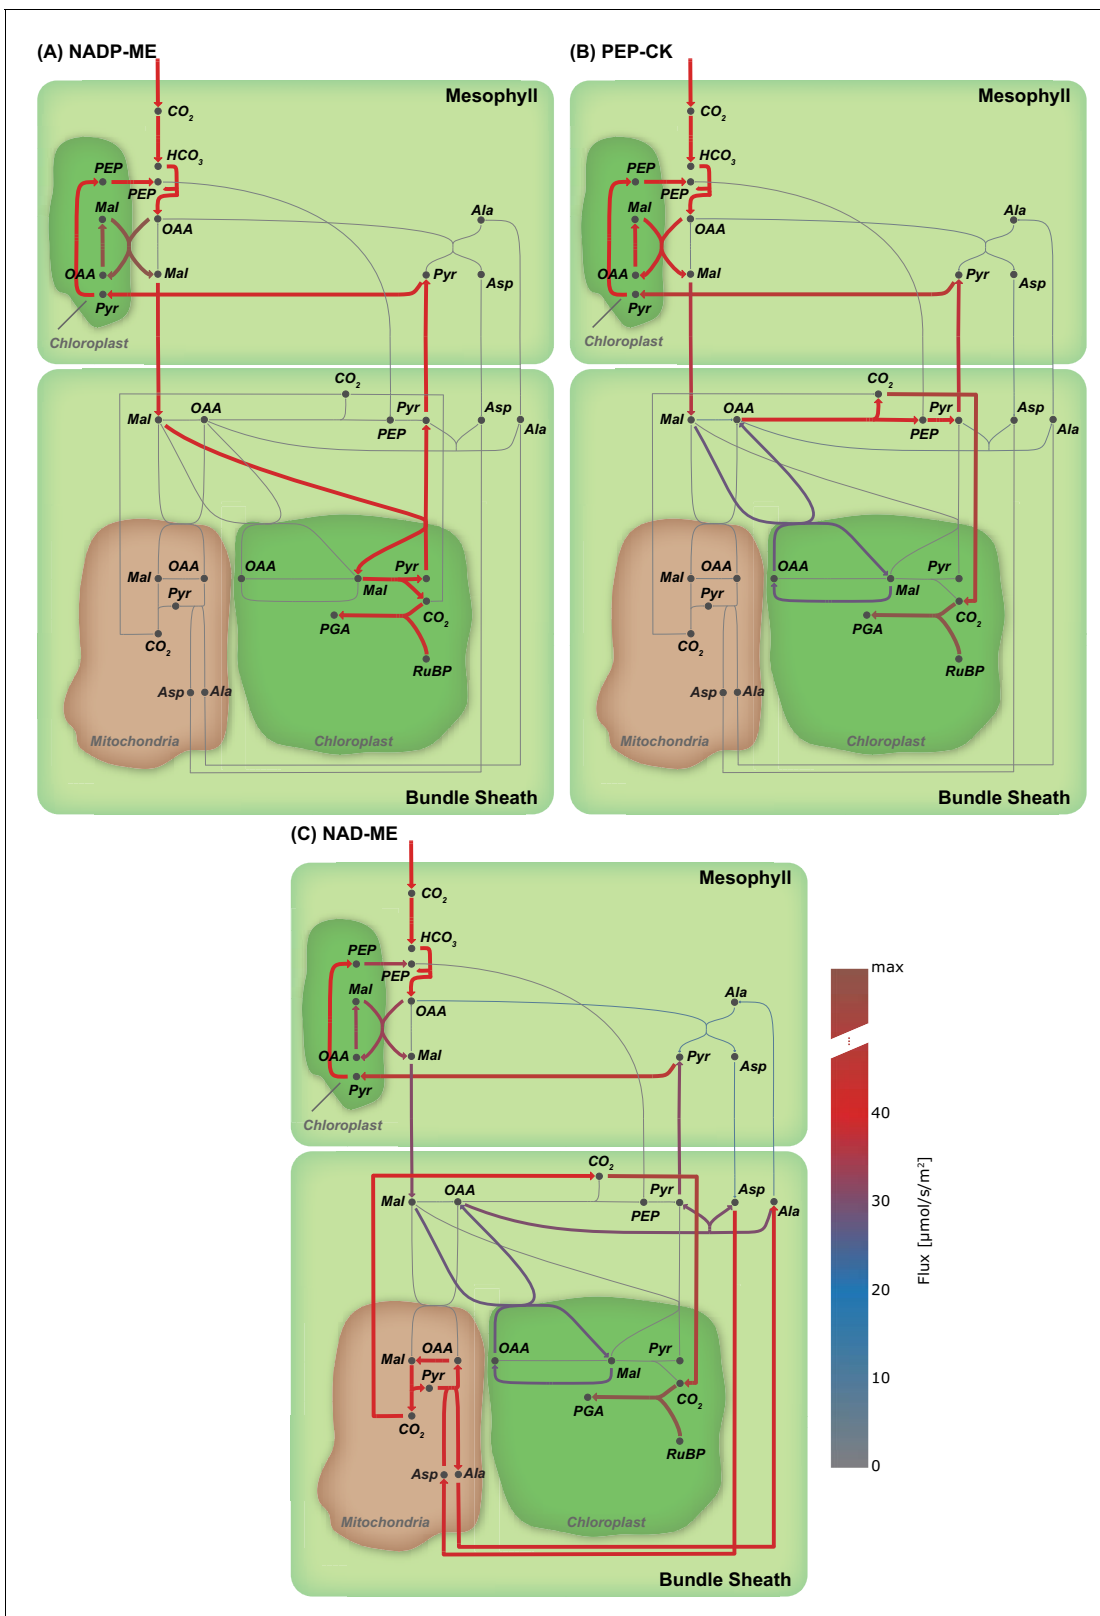 (A) NADP-ME
Mesophyll
CO2
HCO3
PEP
PEP
Mal
OAA
Ala
OAA
Mal
Pyr
Asp
Pyr
Chloroplast
CO2
Mal
OAA
PEP
Pyr
Asp
Ala
Mal
OAA
Pyr
CO2
Asp
Ala
Mitochondria
OAA
Mal
Pyr
CO2
PGA
RuBP
Chloroplast
Bundle Sheath
(B) PEP-CK
Mesophyll
CO2
HCO3
PEP
PEP
Mal
OAA
Ala
OAA
Mal
Pyr
Asp
Pyr
Chloroplast
CO2
Mal
OAA
PEP
Pyr
Asp
Ala
Mal
OAA
Pyr
CO2
Asp
Ala
Mitochondria
OAA
Mal
Pyr
CO2
PGA
RuBP
Chloroplast
Bundle Sheath
(C) NAD-ME
Mesophyll
CO2
HCO3
PEP
PEP
Mal
OAA
Ala
OAA
Mal
Pyr
Asp
Pyr
Chloroplast
CO2
Mal
OAA
PEP
Pyr
Asp
Ala
Mal
OAA
Pyr
CO2
Asp
Ala
Mitochondria
OAA
Mal
Pyr
CO2
PGA
RuBP
Chloroplast
Bundle Sheath
max
...
40
30
20
10
0
Flux [µmol/s/m²]